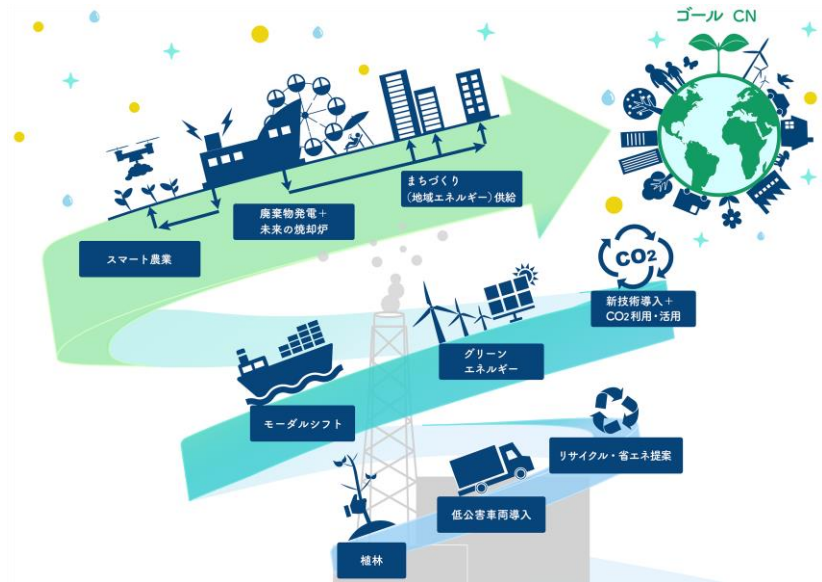 ゴール CN
まちづくり
(地域エネルギー)供給
廃棄物発電+
未来の焼却炉
スマート農業
CO2
新技術導入+
CO2利用・活用
グリーン
エネルギー
モーダルシフト
リサイクル・省エネ提案
低公害車両導入
植林